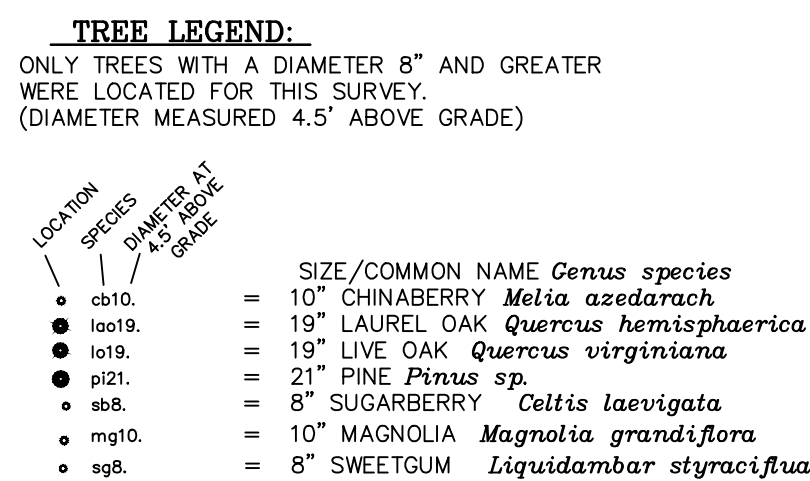 TREE LEGEND:
ONLY TREES WITH A DIAMETER 8" AND GREATER
WERE LOCATED FOR THIS SURVEY.
(DIAMETER MEASURED 4.5' ABOVE GRADE)
LOCATION
SPECIES
DIAMETER AT
4.5' ABOVE
GRADE
SIZE/COMMON NAME Genus species
cb10. = 10" CHINABERRY Melia azedarach
lao19. = 19" LAUREL OAK Quercus hemisphaerica
lo19. = 19" LIVE OAK Quercus virginiana
pi21. = 21" PINE Pinus sp.
sb8. = 8" SUGARBERRY Celtis laevigata
mg10. = 10" MAGNOLIA Magnolia grandiflora
sg8. = 8" SWEETGUM Liquidambar styraciflua